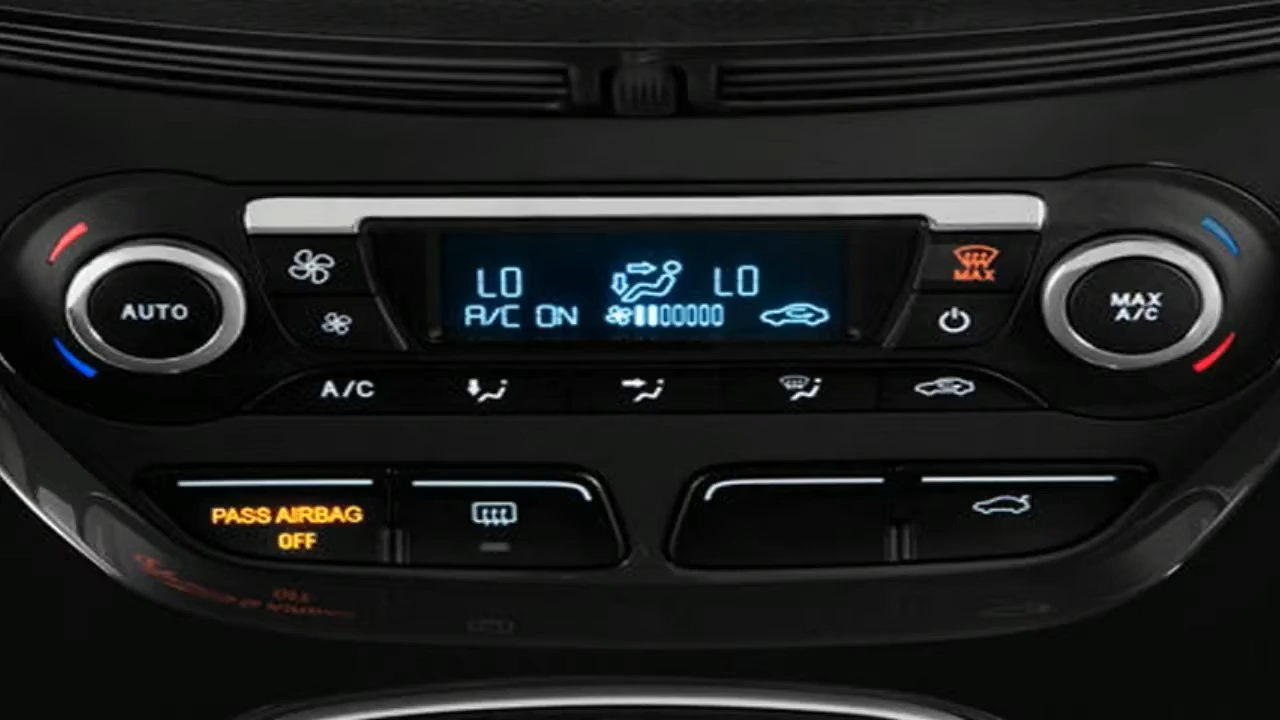 LO LO
A/C ON
AUTO
MAX
MAX
A/C
A/C
PASS AIRBAG
OFF